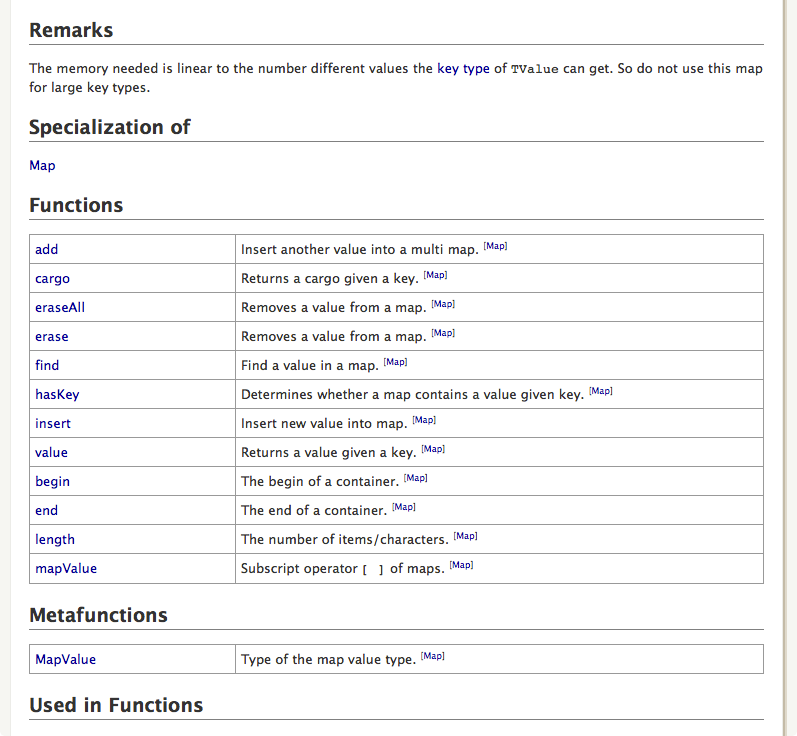 Remarks
The memory needed is linear to the number different values the key type of TValue can get. So do not use this map
for large key types.
Specialization of
Map
Functions
add Insert another value into a multi map. [Map]
cargo Returns a cargo given a key. [Map]
eraseAll Removes a value from a map. [Map]
erase Removes a value from a map. [Map]
find Find a value in a map. [Map]
hasKey Determines whether a map contains a value given key. [Map]
insert Insert new value into map. [Map]
value Returns a value given a key. [Map]
begin The begin of a container. [Map]
end The end of a container. [Map]
length The number of items/characters. [Map]
mapValue Subscript operator [ ] of maps. [Map]
Metafunctions
MapValue Type of the map value type. [Map]
Used in Functions